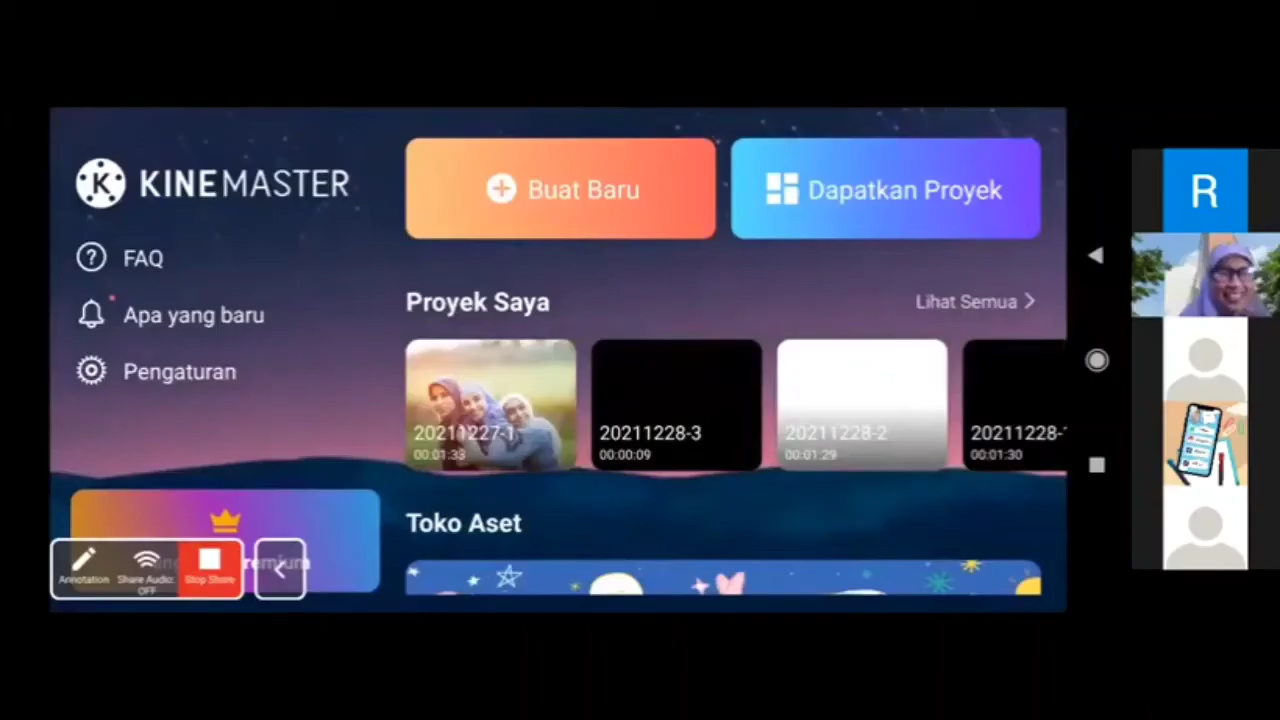 KINEMASTER
FAQ
Apa yang baru
Pengaturan
Buat Baru
Dapatkan Proyek
Proyek Saya
Lihat Semua
20211227-1
00:01:33
20211228-3
00:00:09
20211228-2
00:01:29
20211228-
00:01:30
Toko Aset
Annotation
Share Audio:
OFF
Stop Share
R